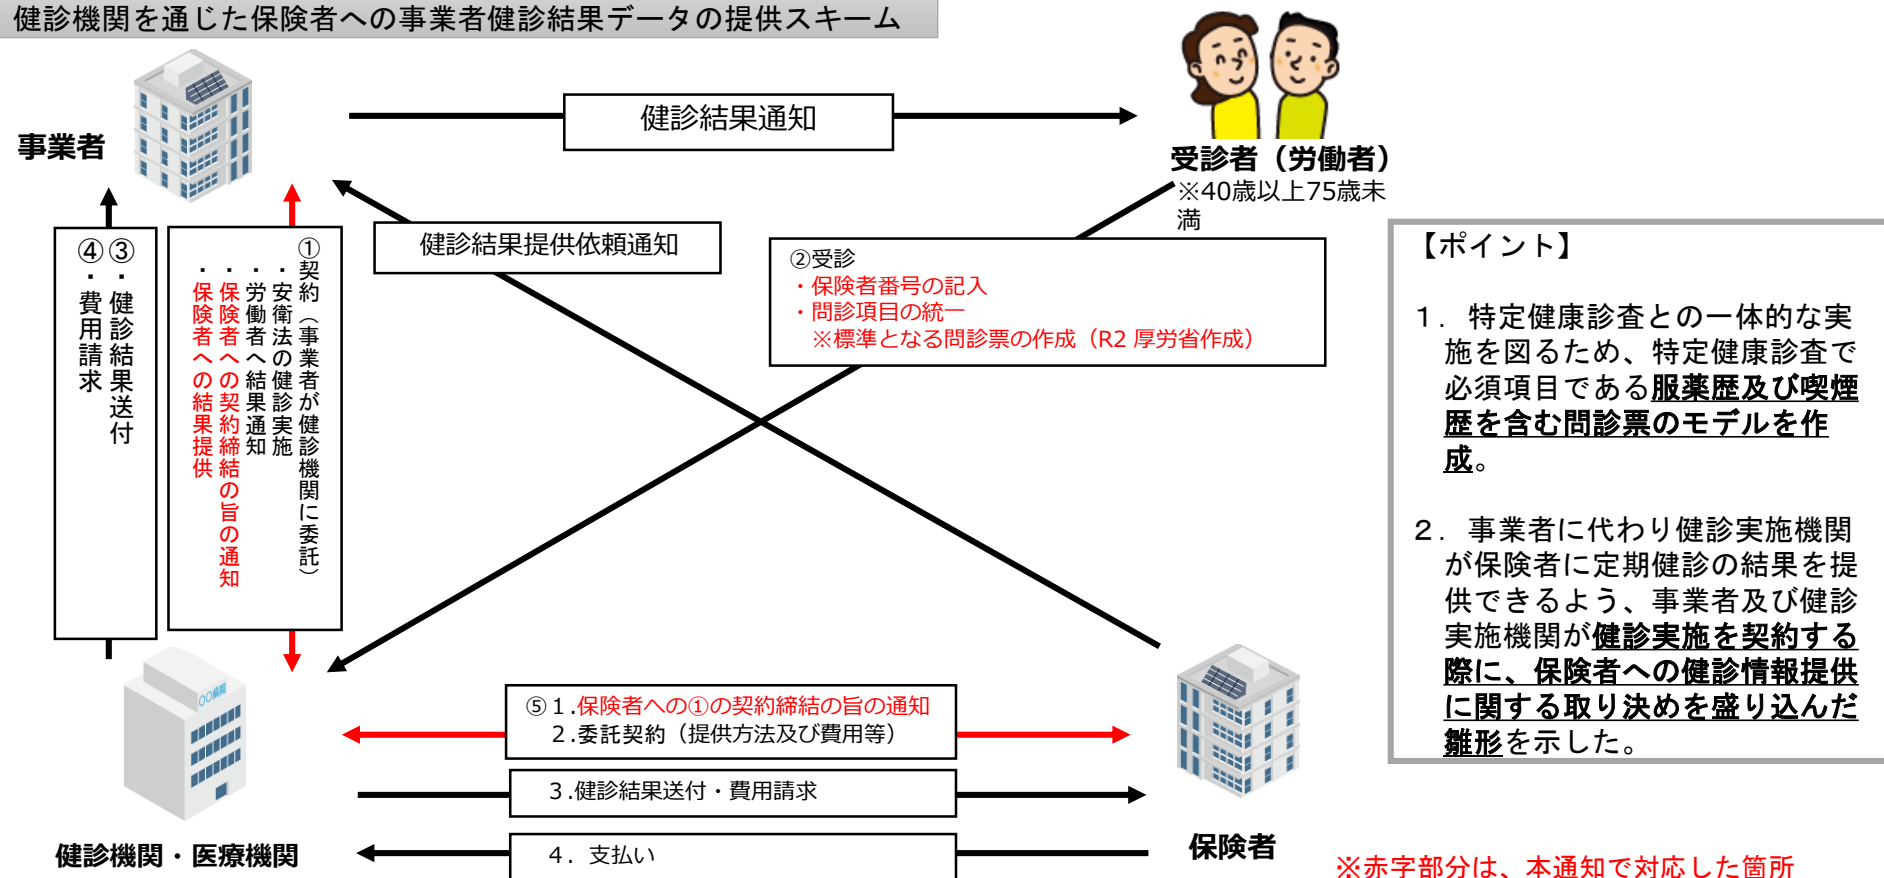 健診機関を通じた保険者への事業者健診結果データの提供スキーム
事業者
健診結果通知
受診者（労働者）
※40歳以上75歳未
満
③・健診結果送付
④・費用請求
①契約（事業者が健診機関に委託）
・安衛法の健診実施
・労働者へ結果通知
・保険者への契約締結の旨の通知
・保険者への結果提供
健診結果提供依頼通知
②受診
・保険者番号の記入
・問診項目の統一
※標準となる問診票の作成（R2 厚労省作成）
【ポイント】
１．特定健康診査との一体的な実
施を図るため、特定健康診査で
必須項目である服薬歴及び喫煙
歴を含む問診票のモデルを作
成。
２．事業者に代わり健診実施機関
が保険者に定期健診の結果を提
供できるよう、事業者及び健診
実施機関が健診実施を契約する
際に、保険者への健診情報提供
に関する取り決めを盛り込んだ
雛形を示した。
〇〇病院
⑤１.保険者への①の契約締結の旨の通知
２.委託契約（提供方法及び費用等）
３.健診結果送付・費用請求
４．支払い
健診機関・医療機関
保険者
※赤字部分は、本通知で対応した箇所